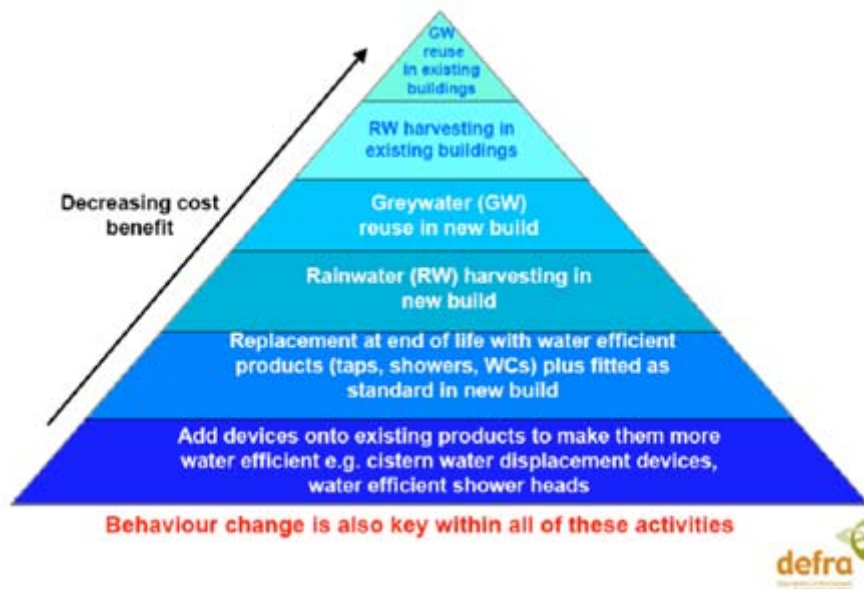 GW
reuse
in existing
buildings
RW harvesting in
existing buildings
Decreasing cost
benefit
Greywater (GW)
reuse in new build
Rainwater (RW) harvesting in
new build
Replacement at end of life with water efficient
products (taps, showers, WCs) plus fitted as
standard in new build
Add devices onto existing products to make them more
water efficient e.g. cistern water displacement devices,
water efficient shower heads
Behaviour change is also key within all of these activities
defra